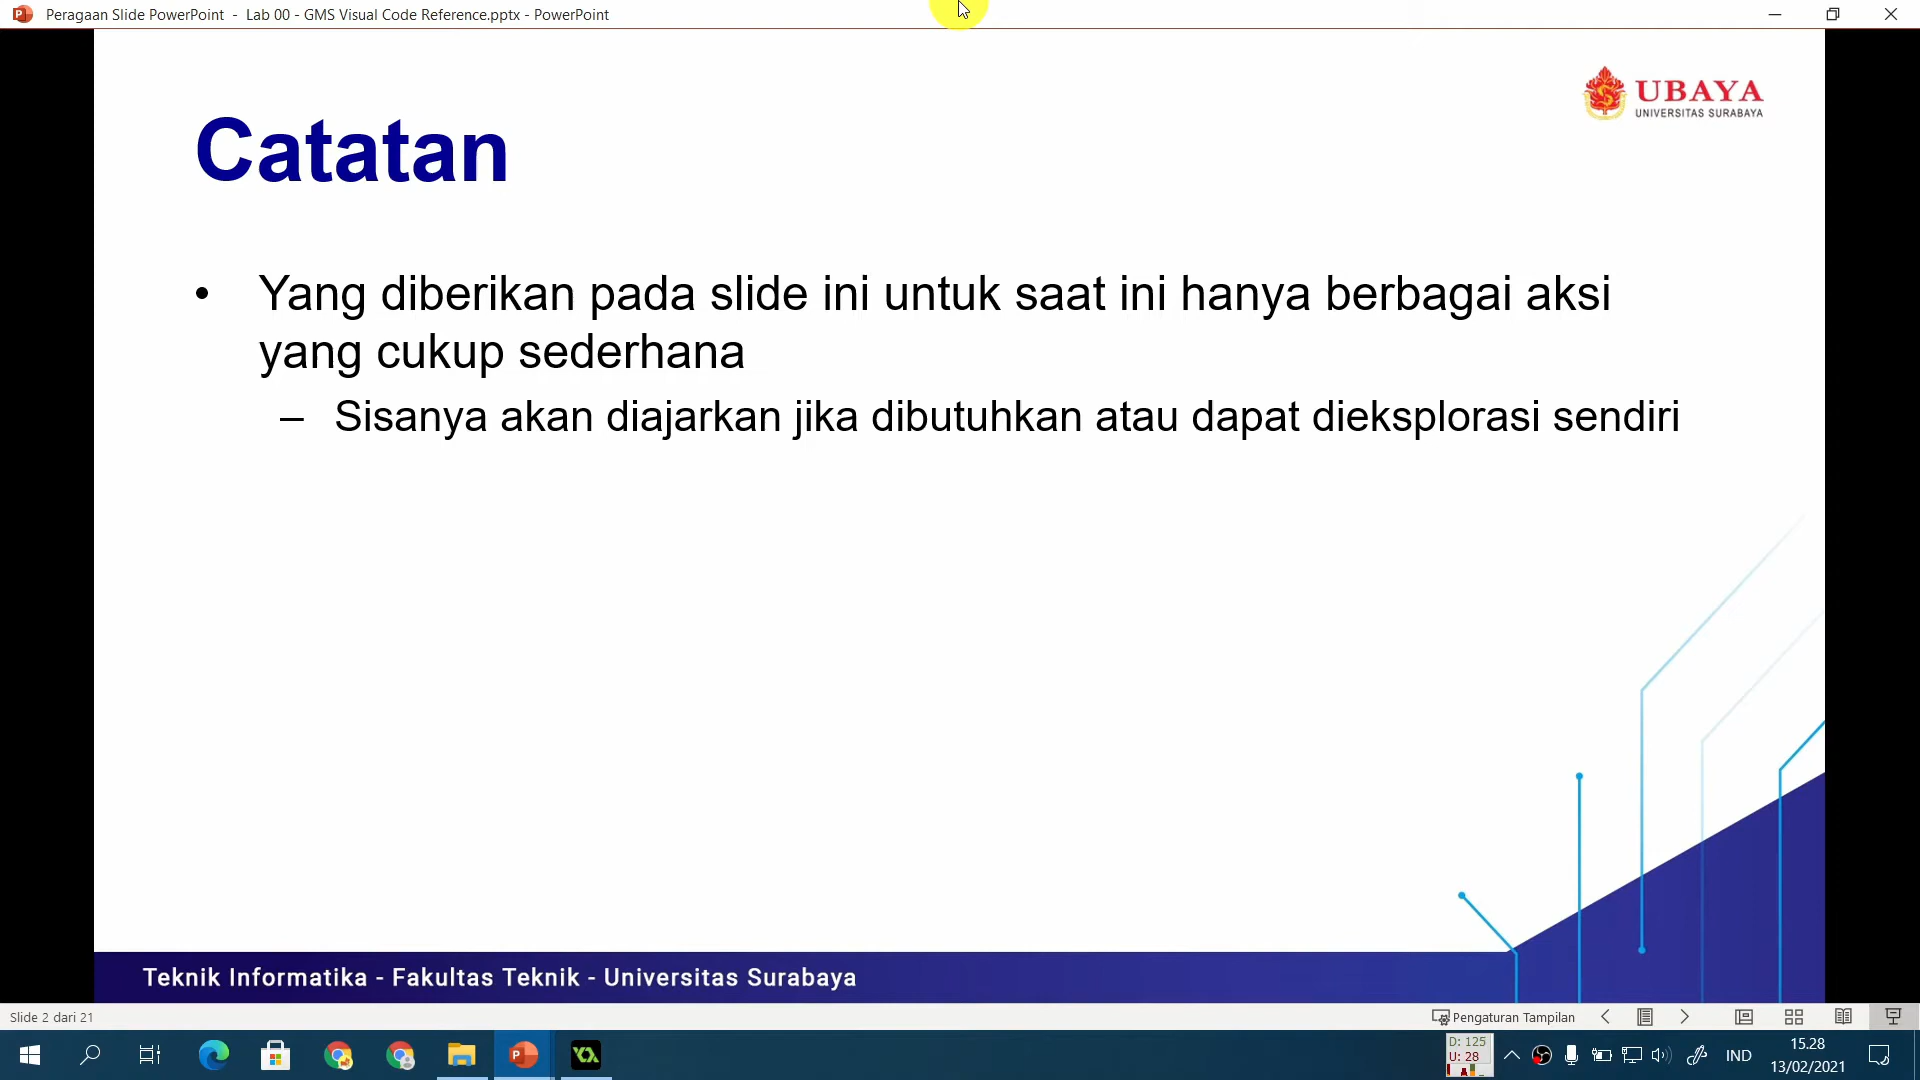 Peragaan Slide PowerPoint - Lab 00 - GMS Visual Code Reference.pptx - PowerPoint
UBAYA
UNIVERSITAS SURABAYA
Catatan
• Yang diberikan pada slide ini untuk saat ini hanya berbagai aksi
yang cukup sederhana
– Sisanya akan diajarkan jika dibutuhkan atau dapat dieksplorasi sendiri
Teknik Informatika - Fakultas Teknik - Universitas Surabaya
Slide 2 dari 21
Pengaturan Tampilan
D: 125
U: 28
IND
15.28
13/02/2021